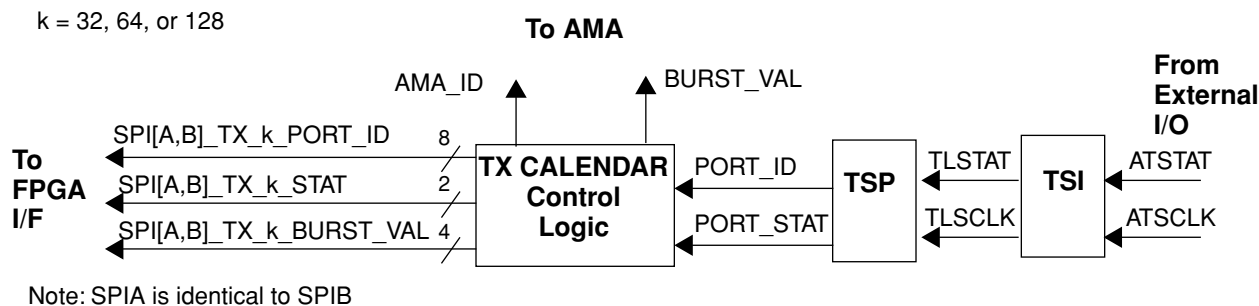 k = 32, 64, or 128
To AMA
AMA_ID
BURST_VAL
From
External
I/O
To
FPGA
I/F
SPI[A,B]_TX_k_PORT_ID
8
SPI[A,B]_TX_k_STAT
2
SPI[A,B]_TX_k_BURST_VAL
4
TX CALENDAR
Control
Logic
PORT_ID
PORT_STAT
TSP
TLSTAT
TLSCLK
TSI
ATSTAT
ATSCLK
Note: SPIA is identical to SPIB